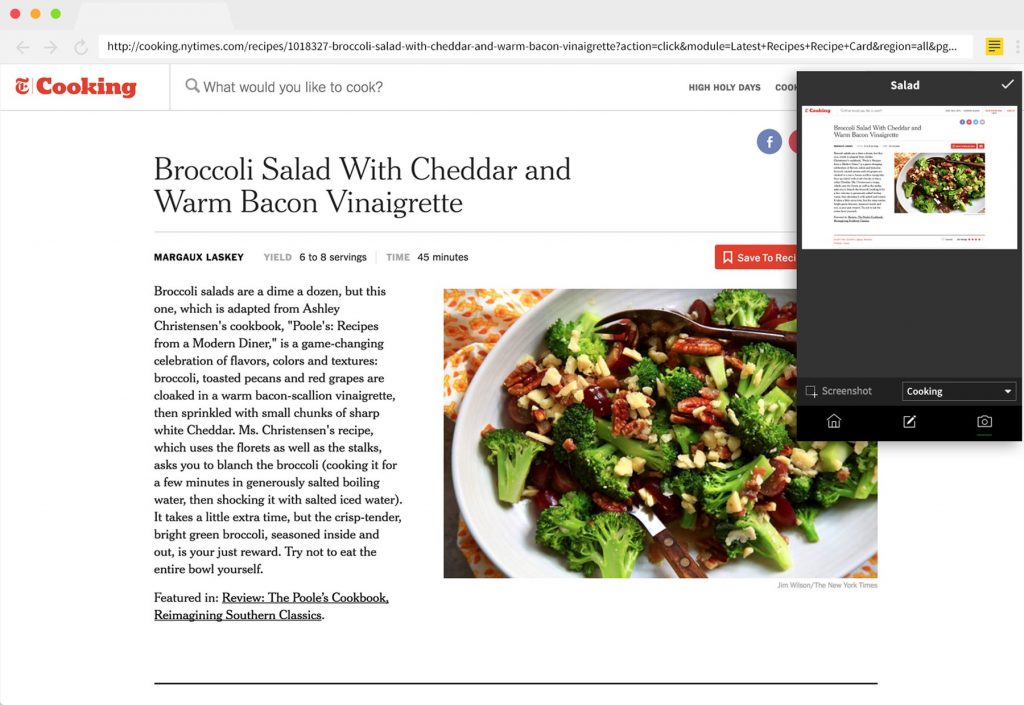 http://cooking.nytimes.com/recipes/1018327-broccoli-salad-with-cheddar-and-warm-bacon-vinaigrette?action=click&module=Latest+Recipes+Recipe+Card&region=all&pg...
Cooking
What would you like to cook?
HIGH HOLY DAYS
COOK
Broccoli Salad With Cheddar and
Warm Bacon Vinaigrette
MARGAUX LASKEY YIELD 6 to 8 servings TIME 45 minutes
Save To Reci
Broccoli salads are a dime a dozen, but this
one, which is adapted from Ashley
Christensen's cookbook, "Poole's: Recipes
from a Modern Diner," is a game-changing
celebration of flavors, colors and textures:
broccoli, toasted pecans and red grapes are
cloaked in a warm bacon-scallion vinaigrette,
then sprinkled with small chunks of sharp
white Cheddar. Ms. Christensen's recipe,
which uses the florets as well as the stalks,
asks you to blanch the broccoli (cooking it for
a few minutes in generously salted boiling
water, then shocking it with salted iced water).
It takes a little extra time, but the crisp-tender,
bright green broccoli, seasoned inside and
out, is your just reward. Try not to eat the
entire bowl yourself.
Featured in: Review: The Poole's Cookbook,
Reimagining Southern Classics.
Jim Wilson/The New York Times
Salad
Cooking
Broccoli Salad With Cheddar and
Warm Bacon Vinaigrette
Screenshot
Cooking